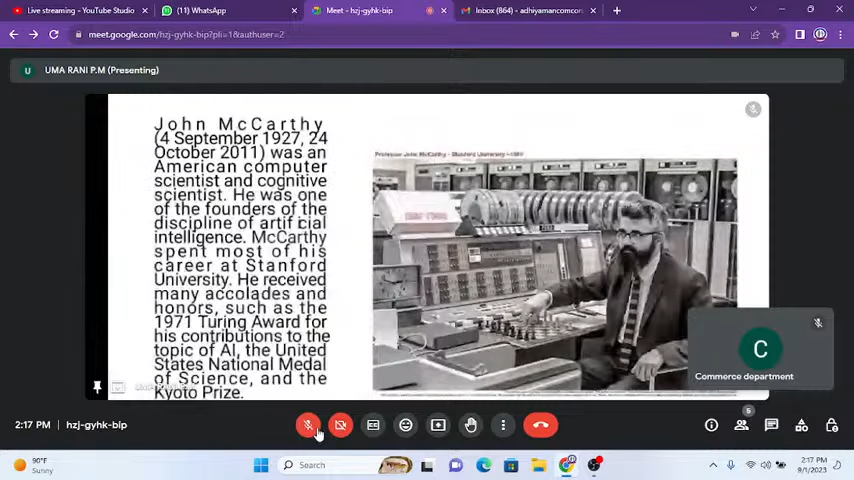 Live streaming - YouTube Studio
(11) WhatsApp
Meet - hzj-gyhk-bip
Inbox (864) - adhiyamancomcor
meet.google.com/hzj-gyhk-bip?pli=1&authuser=2
U
UMA RANI P.M (Presenting)
John McCarthy
(4 September 1927, 24
October 2011) was an
American computer
scientist and cognitive
scientist. He was one
of the founders of the
discipline of artificial
intelligence. McCarthy
spent most of his
career at Stanford
University. He received
many accolades and
honors, such as the
1971 Turing Award for
his contributions to the
topic of AI, the United
States National Medal
of Science, and the
Kyoto Prize.
Professor John McCarthy - Stanford University -
C
Commerce department
2:17 PM | hzj-gyhk-bip
5
90°F
Sunny
Search
2:17 PM
9/1/2023